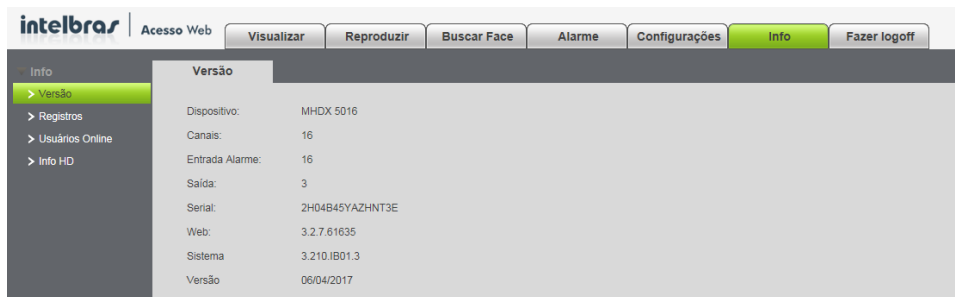 intelbras Acesso Web Visualizar Reproduzir Buscar Face Alarme Configurações Info Fazer logoff
Info
> Versão
> Registros
> Usuários Online
> Info HD
Versão
Dispositivo: MHDX 5016
Canais: 16
Entrada Alarme: 16
Saída: 3
Serial: 2H04B45YAZHNT3E
Web: 3.2.7.61635
Sistema 3.210.IB01.3
Versão 06/04/2017